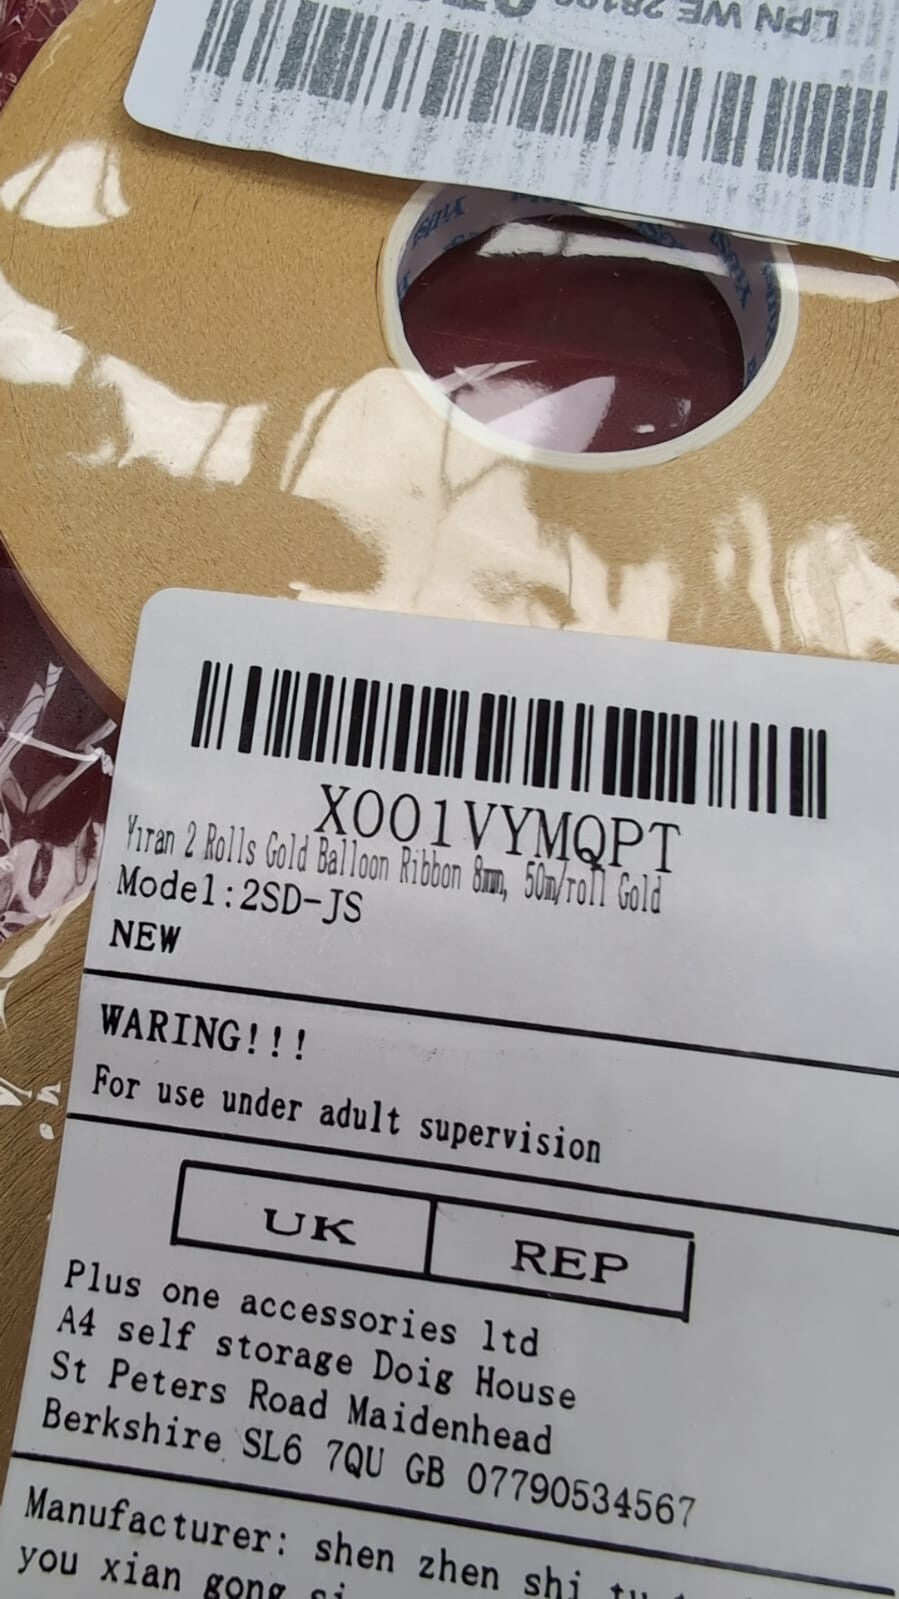 LPN WE
X001VYMQPT
Yiran 2 Rolls Gold Balloon Ribbon 8mm, 50m/roll Gold
Model:2SD-JS
NEW
WARING!!!
For use under adult supervision
UK REP
Plus one accessories ltd
A4 self storage Doig House
St Peters Road Maidenhead
Berkshire SL6 7QU GB 07790534567
Manufacturer: shen zhen shi
you xian gong